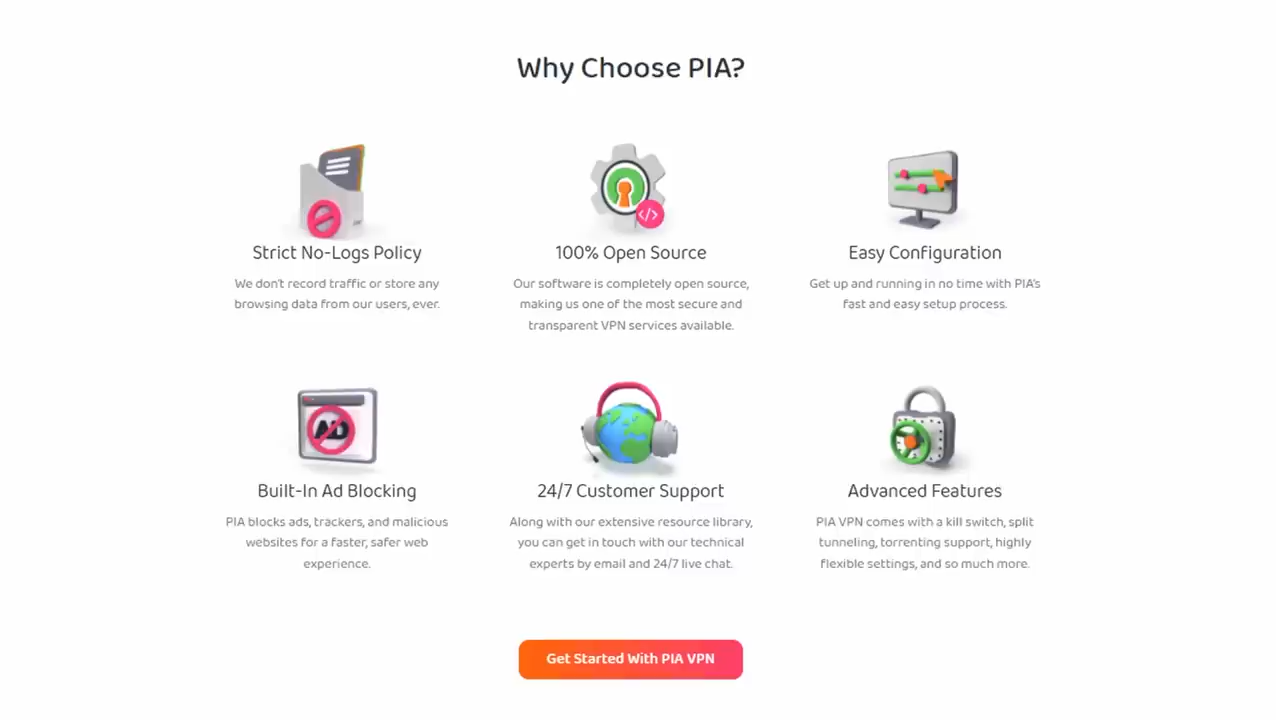 Why Choose PIA?
Strict No-Logs Policy
We don't record traffic or store any
browsing data from our users, ever.
100% Open Source
Our software is completely open source,
making us one of the most secure and
transparent VPN services available.
Easy Configuration
Get up and running in no time with PIA's
fast and easy setup process.
AD
Built-In Ad Blocking
PIA blocks ads, trackers, and malicious
websites for a faster, safer web
experience.
24/7 Customer Support
Along with our extensive resource library,
you can get in touch with our technical
experts by email and 24/7 live chat.
Advanced Features
PIA VPN comes with a kill switch, split
tunneling, torrenting support, highly
flexible settings, and so much more.
Get Started With PIA VPN